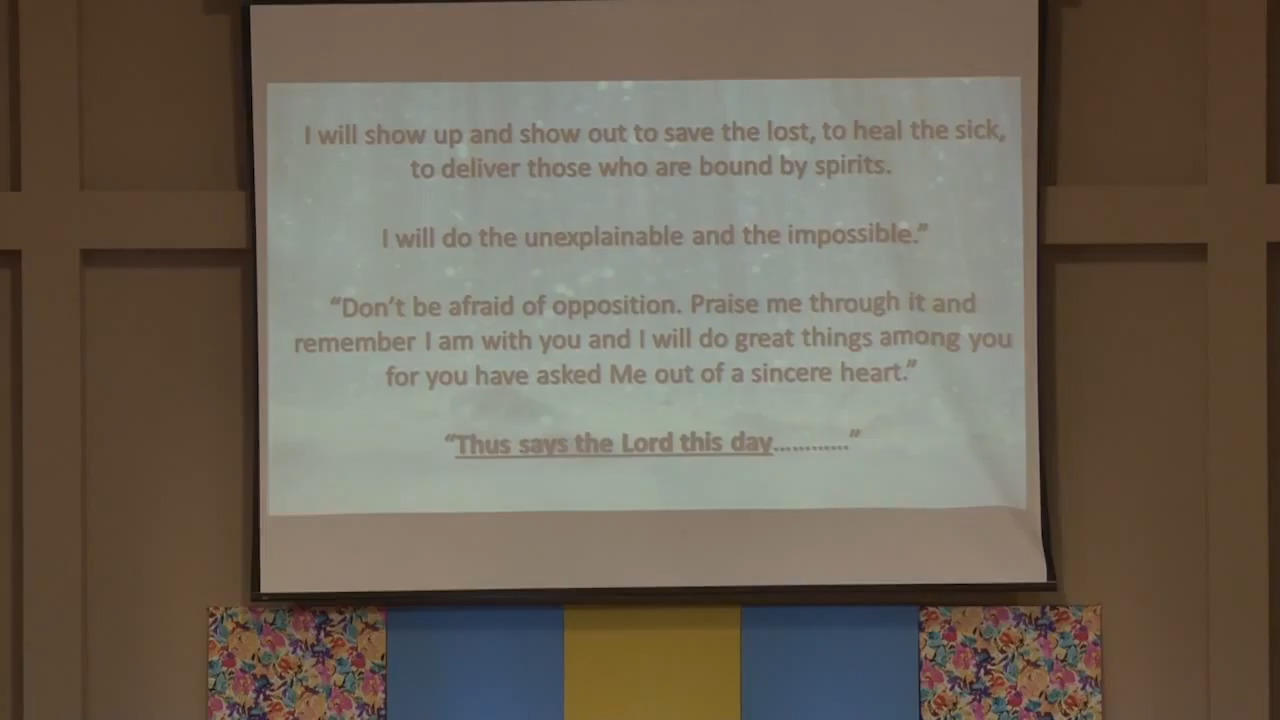 I will show up and show out to save the lost, to heal the sick,
to deliver those who are bound by spirits.
I will do the unexplainable and the impossible.”
“Don’t be afraid of opposition. Praise me through it and
remember I am with you and I will do great things among you
for you have asked Me out of a sincere heart.”
“Thus says the Lord this day............”